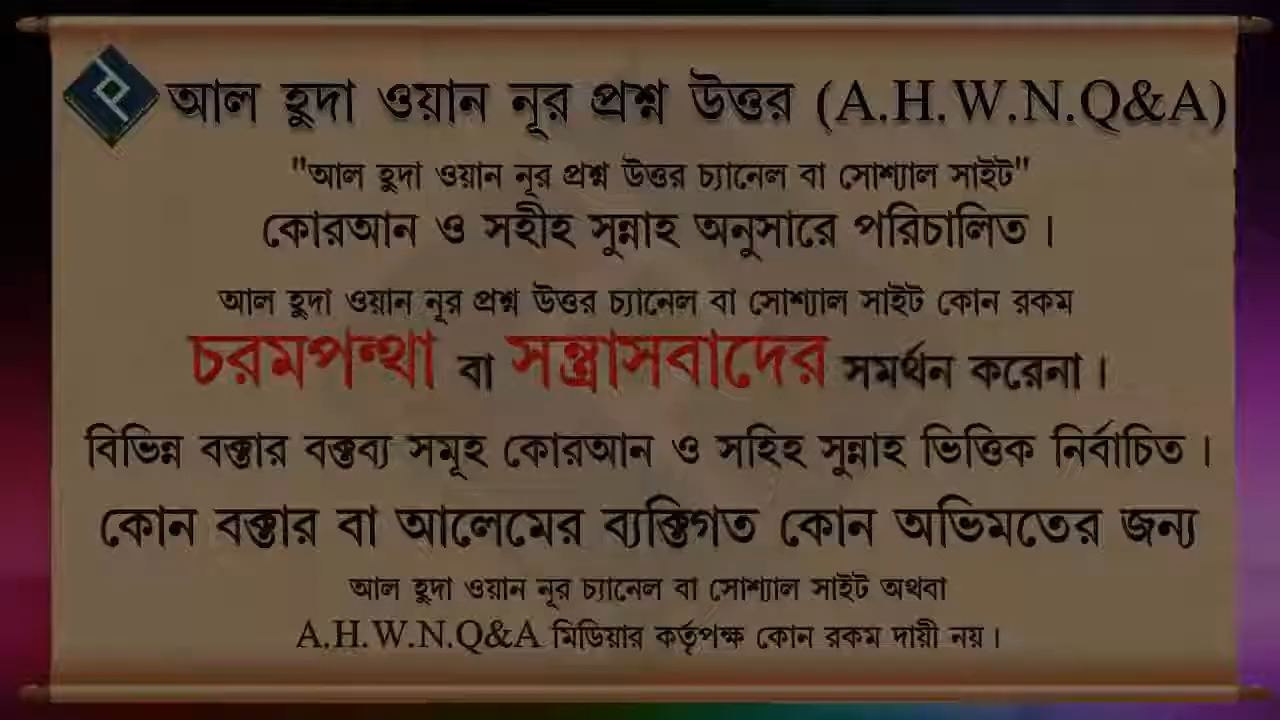 আল হুদা ওয়ান নূর প্রশ্ন উত্তর (A.H.W.N.Q&A)
"আল হুদা ওয়ান নূর প্রশ্ন উত্তর চ্যানেল বা সোশ্যাল সাইট"
কোরআন ও সহীহ সুন্নাহ অনুসারে পরিচালিত ।
আল হুদা ওয়ান নূর প্রশ্ন উত্তর চ্যানেল বা সোশ্যাল সাইট কোন রকম
চরমপন্থা বা সন্ত্রাসবাদের সমর্থন করেনা ।
বিভিন্ন বক্তার বক্তব্য সমূহ কোরআন ও সহিহ সুন্নাহ ভিত্তিক নির্বাচিত ।
কোন বক্তার বা আলেমের ব্যক্তিগত কোন অভিমতের জন্য
আল হুদা ওয়ান নূর চ্যানেল বা সোশ্যাল সাইট অথবা
A.H.W.N.Q&A মিডিয়ার কর্তৃপক্ষ কোন রকম দায়ী নয় ।